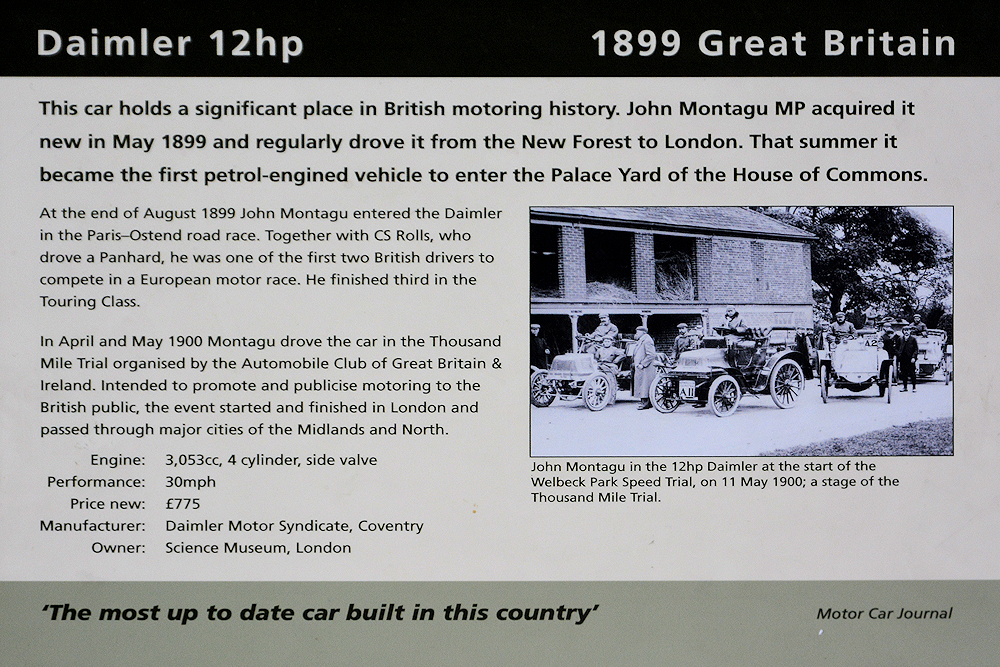 Daimler 12hp
1899 Great Britain
This car holds a significant place in British motoring history. John Montagu MP acquired it
new in May 1899 and regularly drove it from the New Forest to London. That summer it
became the first petrol-engined vehicle to enter the Palace Yard of the House of Commons.
At the end of August 1899 John Montagu entered the Daimler
in the Paris–Ostend road race. Together with CS Rolls, who
drove a Panhard, he was one of the first two British drivers to
compete in a European motor race. He finished third in the
Touring Class.
In April and May 1900 Montagu drove the car in the Thousand
Mile Trial organised by the Automobile Club of Great Britain &
Ireland. Intended to promote and publicise motoring to the
British public, the event started and finished in London and
passed through major cities of the Midlands and North.
Engine: 3,053cc, 4 cylinder, side valve
Performance: 30mph
Price new: £775
Manufacturer: Daimler Motor Syndicate, Coventry
Owner: Science Museum, London
A11
A2
John Montagu in the 12hp Daimler at the start of the
Welbeck Park Speed Trial, on 11 May 1900; a stage of the
Thousand Mile Trial.
‘The most up to date car built in this country’
Motor Car Journal